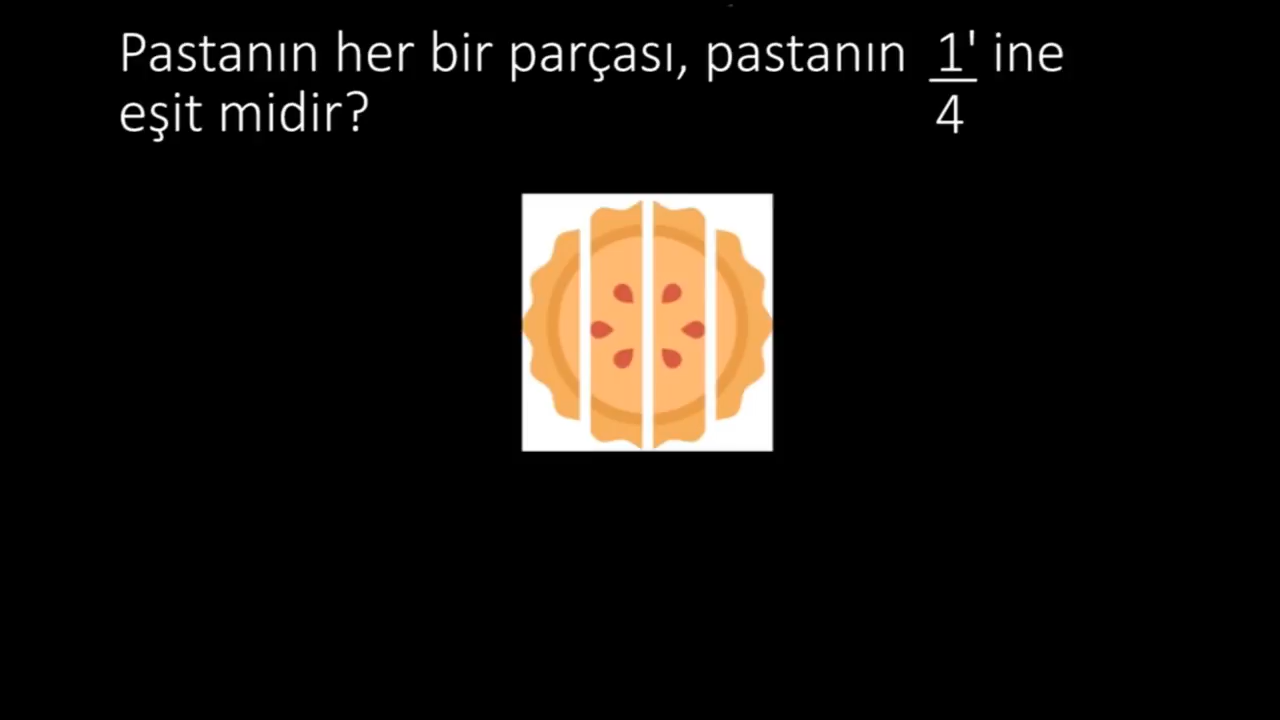 Pastanın her bir parçası, pastanın 1' ine
eşit midir? 4